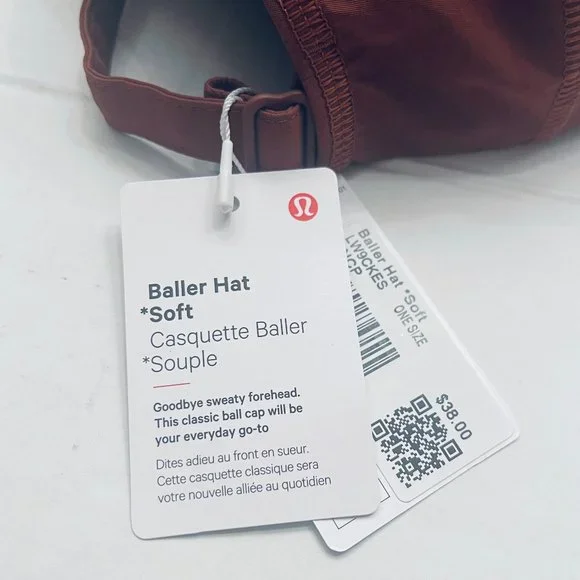 Baller Hat
*Soft
Casquette Baller
*Souple
Goodbye sweaty forehead.
This classic ball cap will be
your everyday go-to
Dites adieu au front en sueur.
Cette casquette classique sera
votre nouvelle alliée au quotidien
Baller Hat *Soft
LW9CKES
ONE SIZE
$38.00